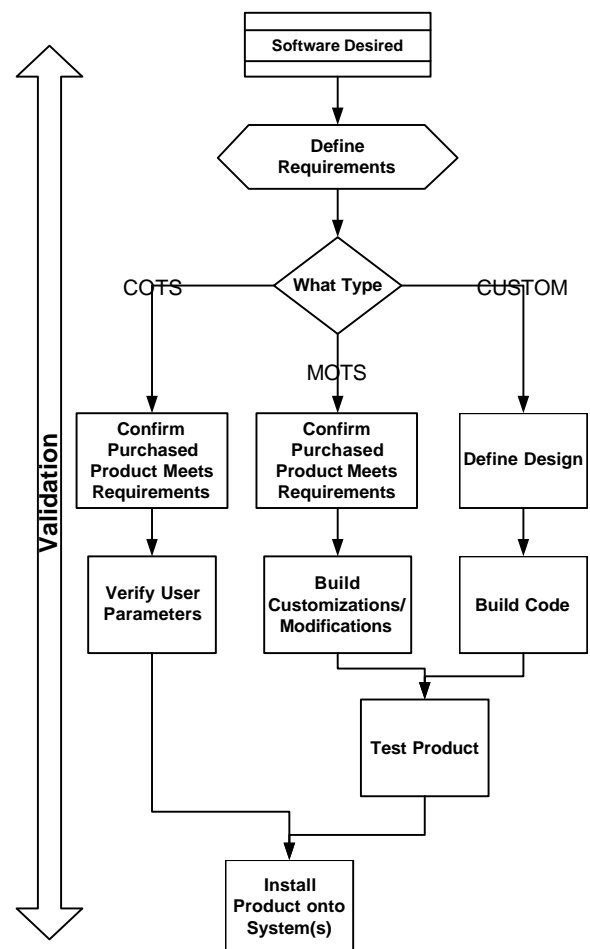 Software Desired
Define
Requirements
What Type
COTS
CUSTOM
MOTS
Confirm
Purchased
Product Meets
Requirements
Confirm
Purchased
Product Meets
Requirements
Define Design
Verify User
Parameters
Build
Customizations/
Modifications
Build Code
Test Product
Install
Product onto
System(s)
Validation